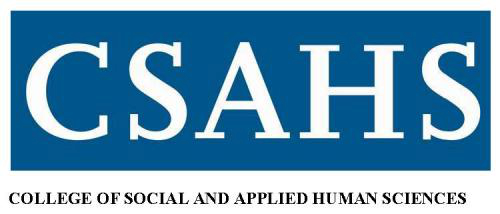 CSAHS
COLLEGE OF SOCIAL AND APPLIED HUMAN SCIENCES